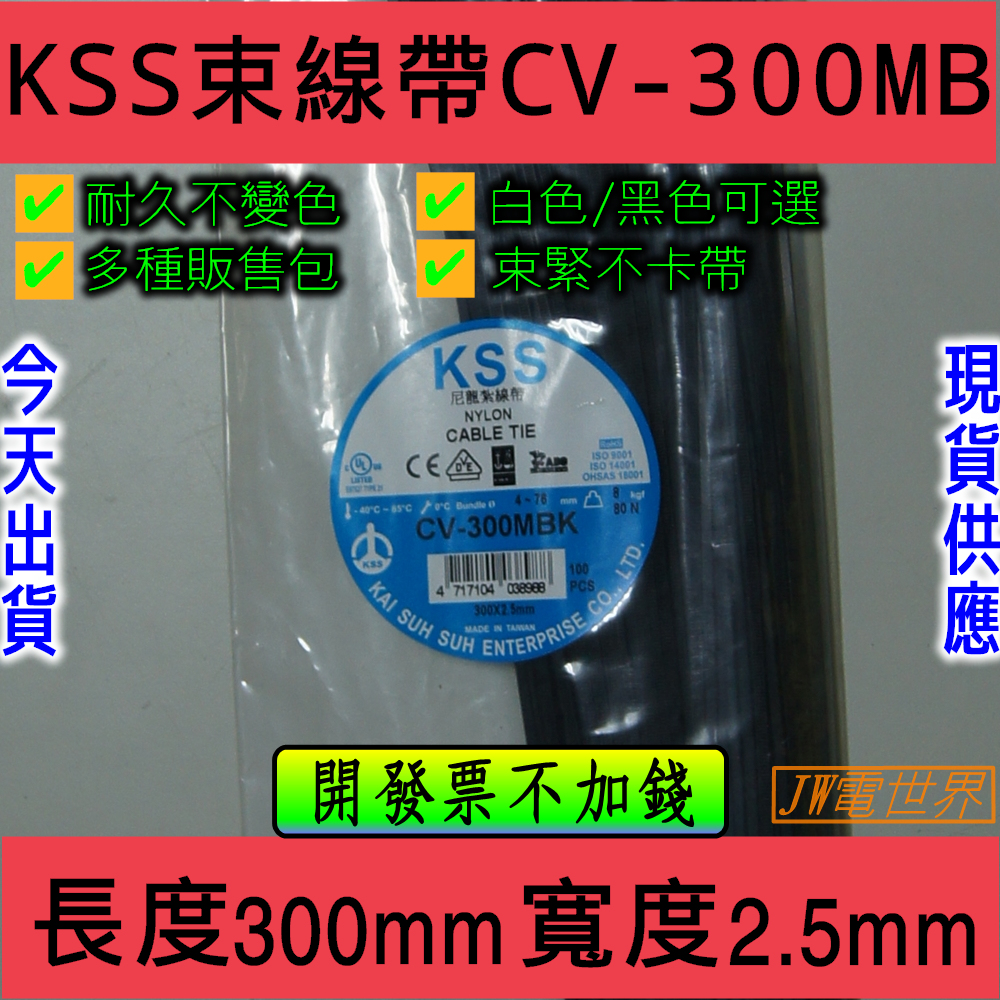 KSS束線帶CV-300MB
耐久不變色
白色/黑色可選
多種販售包
束緊不卡帶
今天出貨
現貨供應
KSS
尼龍紮線帶
NYLON
CABLE TIE
RoHS
ISO 9001
ISO 14001
OHSAS 18001
LISTED
-40°C ~ 85°C 0°C Bundle Ø 4~76 mm 8 kgf
80 N
CV-300MBK
KSS
4 717104 038988
100
PCS
300X2.5mm
MADE IN TAIWAN
KAI SUH SUH ENTERPRISE CO., LTD.
開發票不加錢
JW電世界
長度300mm寬度2.5mm